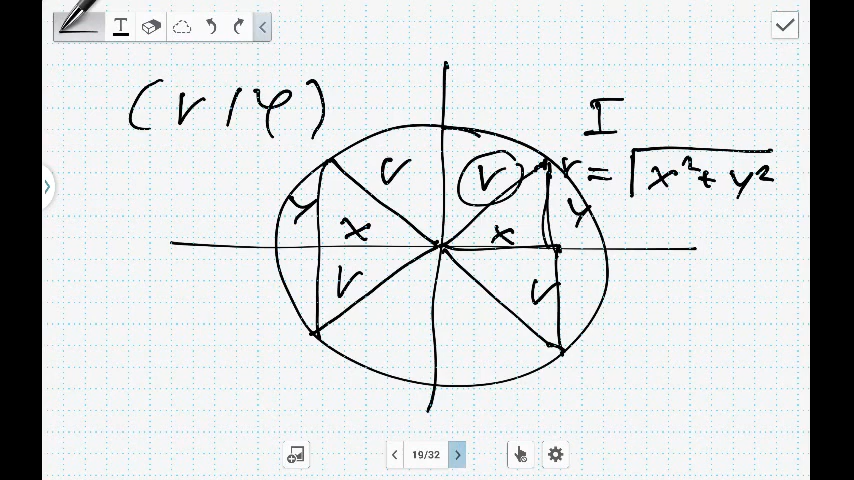 T
(r/φ)
I
r = √x²+y²
r
r
y
y
x
x
r
r
19/32